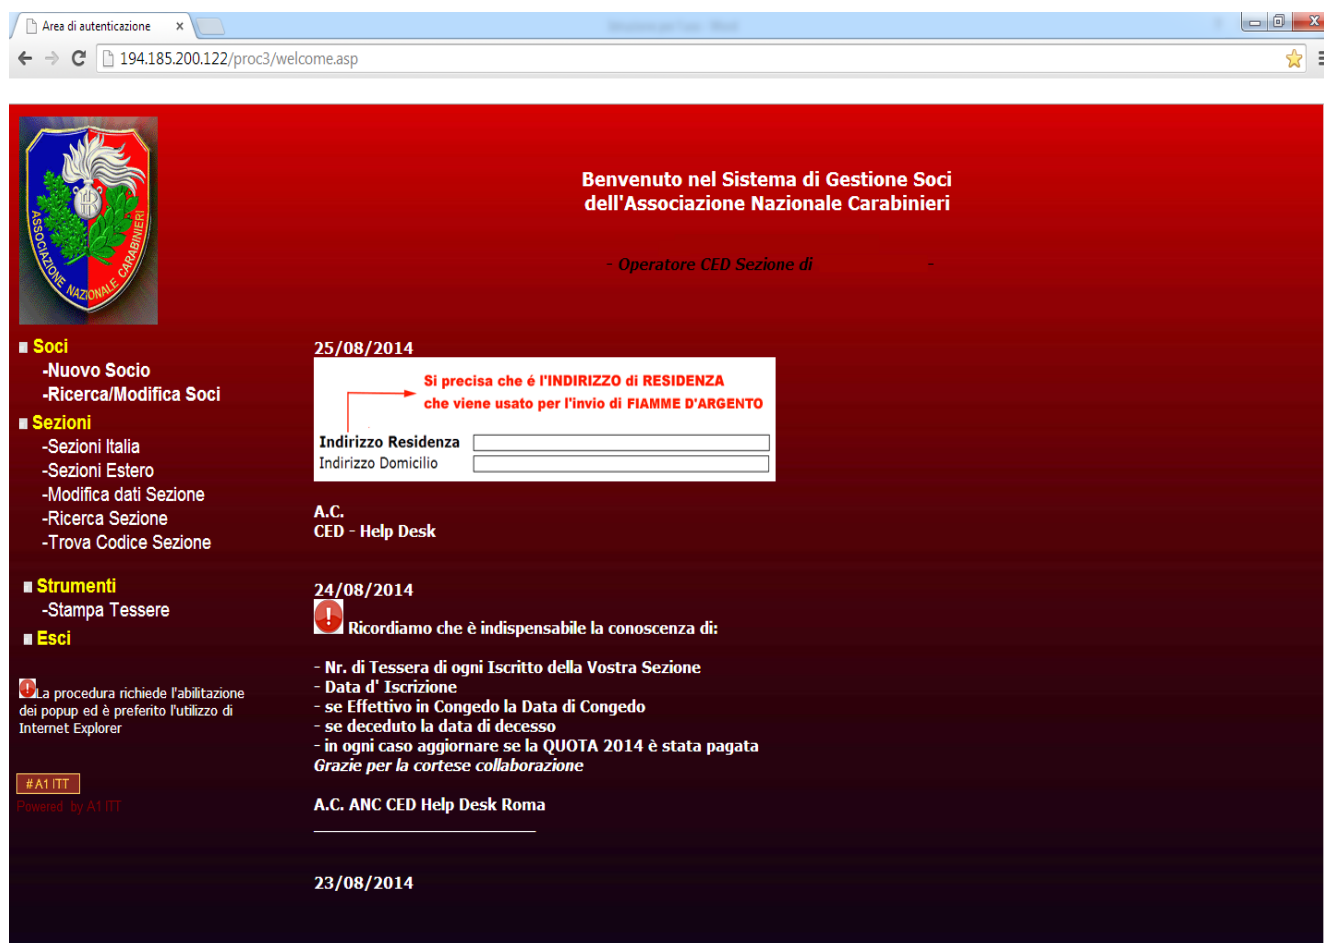 Area di autenticazione x
194.185.200.122/proc3/welcome.asp
ASSOCIAZIONE NAZIONALE CARABINIERI
Benvenuto nel Sistema di Gestione Soci
dell'Associazione Nazionale Carabinieri
- Operatore CED Sezione di -
Soci
-Nuovo Socio
-Ricerca/Modifica Soci
Sezioni
-Sezioni Italia
-Sezioni Estero
-Modifica dati Sezione
-Ricerca Sezione
-Trova Codice Sezione
Strumenti
-Stampa Tessere
Esci
La procedura richiede l'abilitazione
dei popup ed è preferito l'utilizzo di
Internet Explorer
#A1 ITT
Powered by A1 ITT
25/08/2014
Si precisa che é l'INDIRIZZO di RESIDENZA
che viene usato per l'invio di FIAMME D'ARGENTO
Indirizzo Residenza
Indirizzo Domicilio
A.C.
CED - Help Desk
24/08/2014
Ricordiamo che è indispensabile la conoscenza di:
- Nr. di Tessera di ogni Iscritto della Vostra Sezione
- Data d' Iscrizione
- se Effettivo in Congedo la Data di Congedo
- se deceduto la data di decesso
- in ogni caso aggiornare se la QUOTA 2014 è stata pagata
Grazie per la cortese collaborazione
A.C. ANC CED Help Desk Roma
23/08/2014